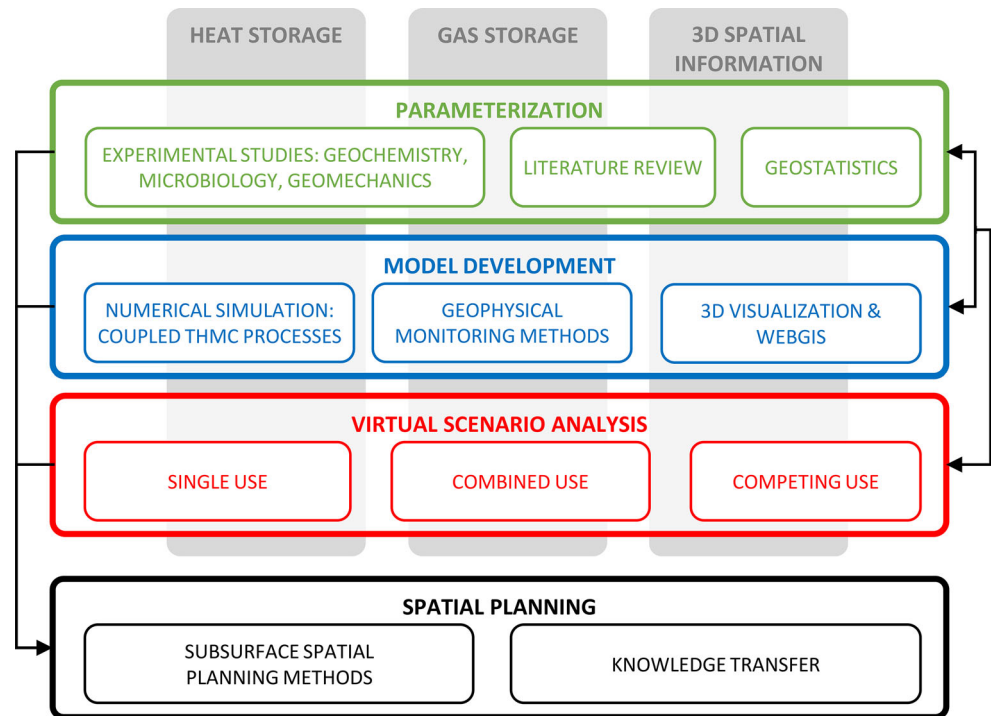 HEAT STORAGE
GAS STORAGE
3D SPATIAL
INFORMATION
PARAMETERIZATION
EXPERIMENTAL STUDIES: GEOCHEMISTRY,
MICROBIOLOGY, GEOMECHANICS
LITERATURE REVIEW
GEOSTATISTICS
MODEL DEVELOPMENT
NUMERICAL SIMULATION:
COUPLED THMC PROCESSES
GEOPHYSICAL
MONITORING METHODS
3D VISUALIZATION &
WEBGIS
VIRTUAL SCENARIO ANALYSIS
SINGLE USE
COMBINED USE
COMPETING USE
SPATIAL PLANNING
SUBSURFACE SPATIAL
PLANNING METHODS
KNOWLEDGE TRANSFER